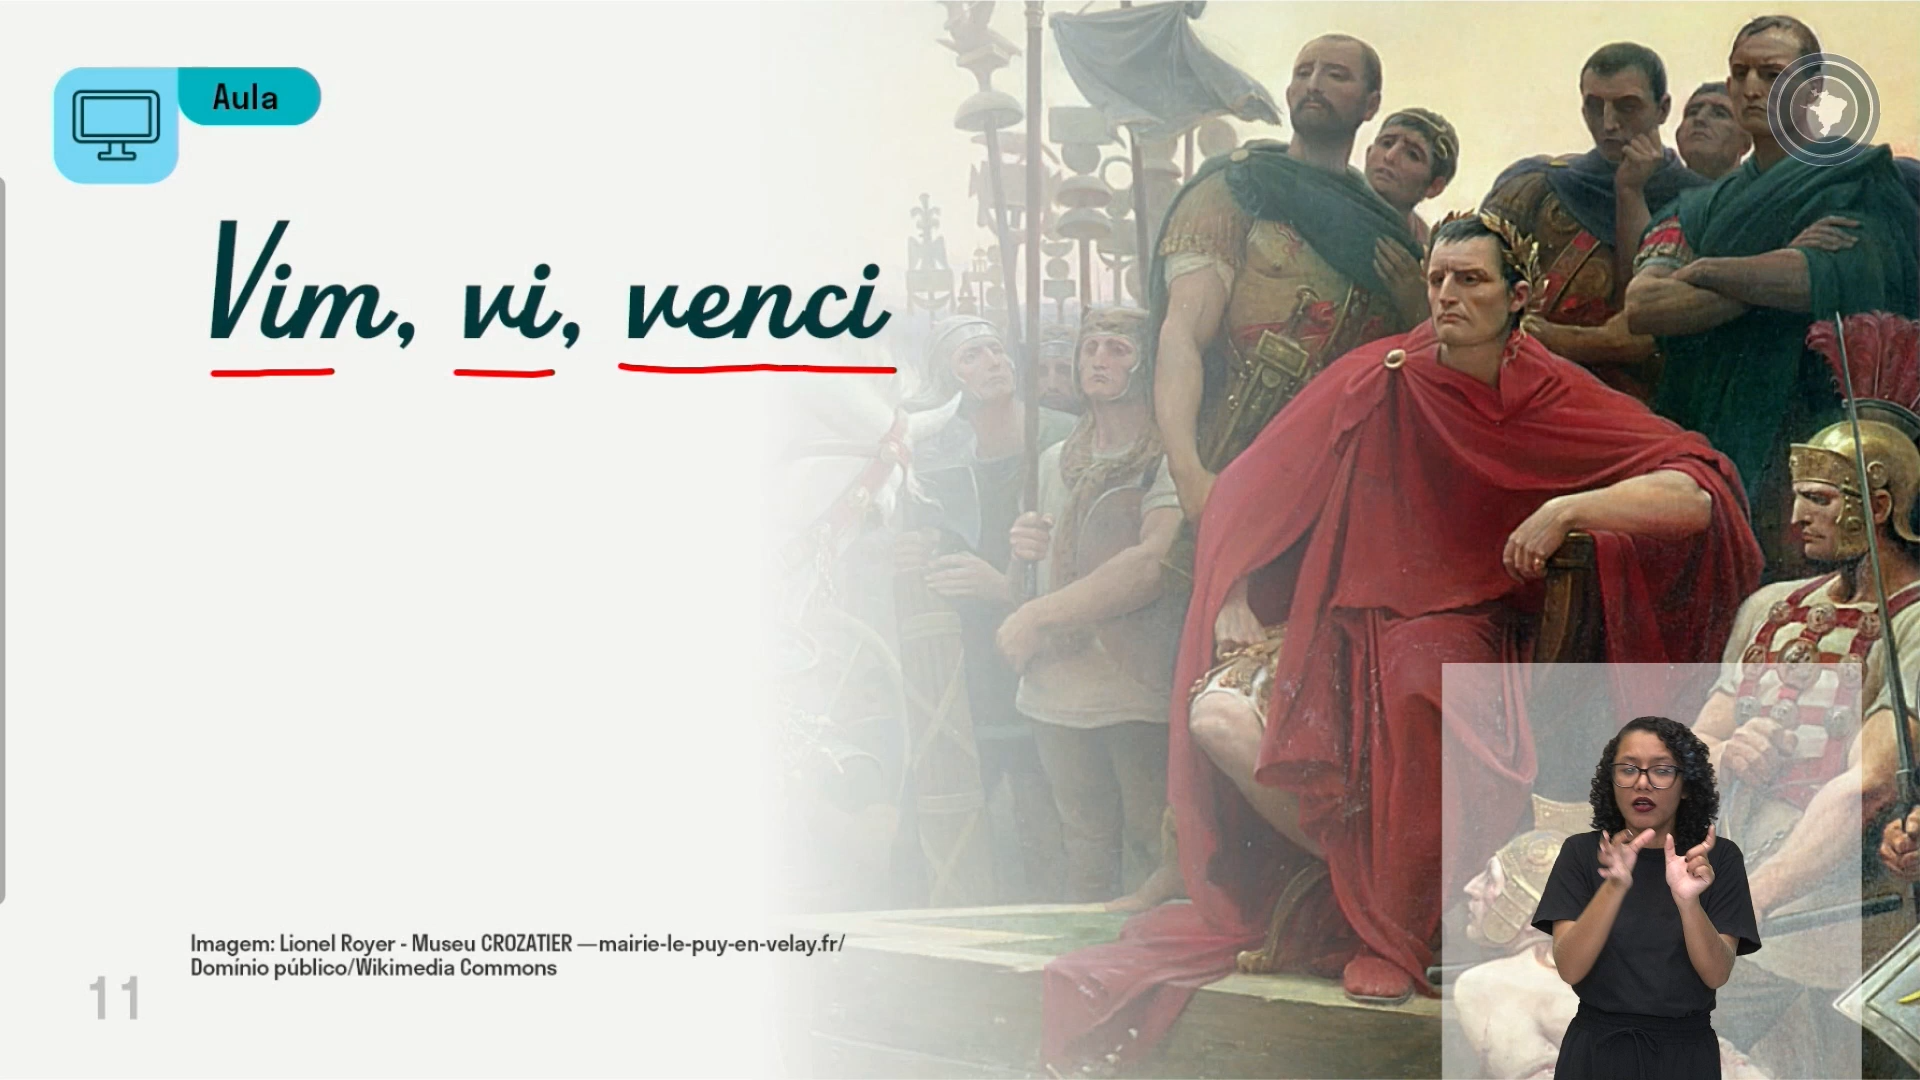 Aula
Vim, vi, venci
Imagem: Lionel Royer - Museu CROZATIER —mairie-le-puy-en-velay.fr/
Domínio público/Wikimedia Commons
11